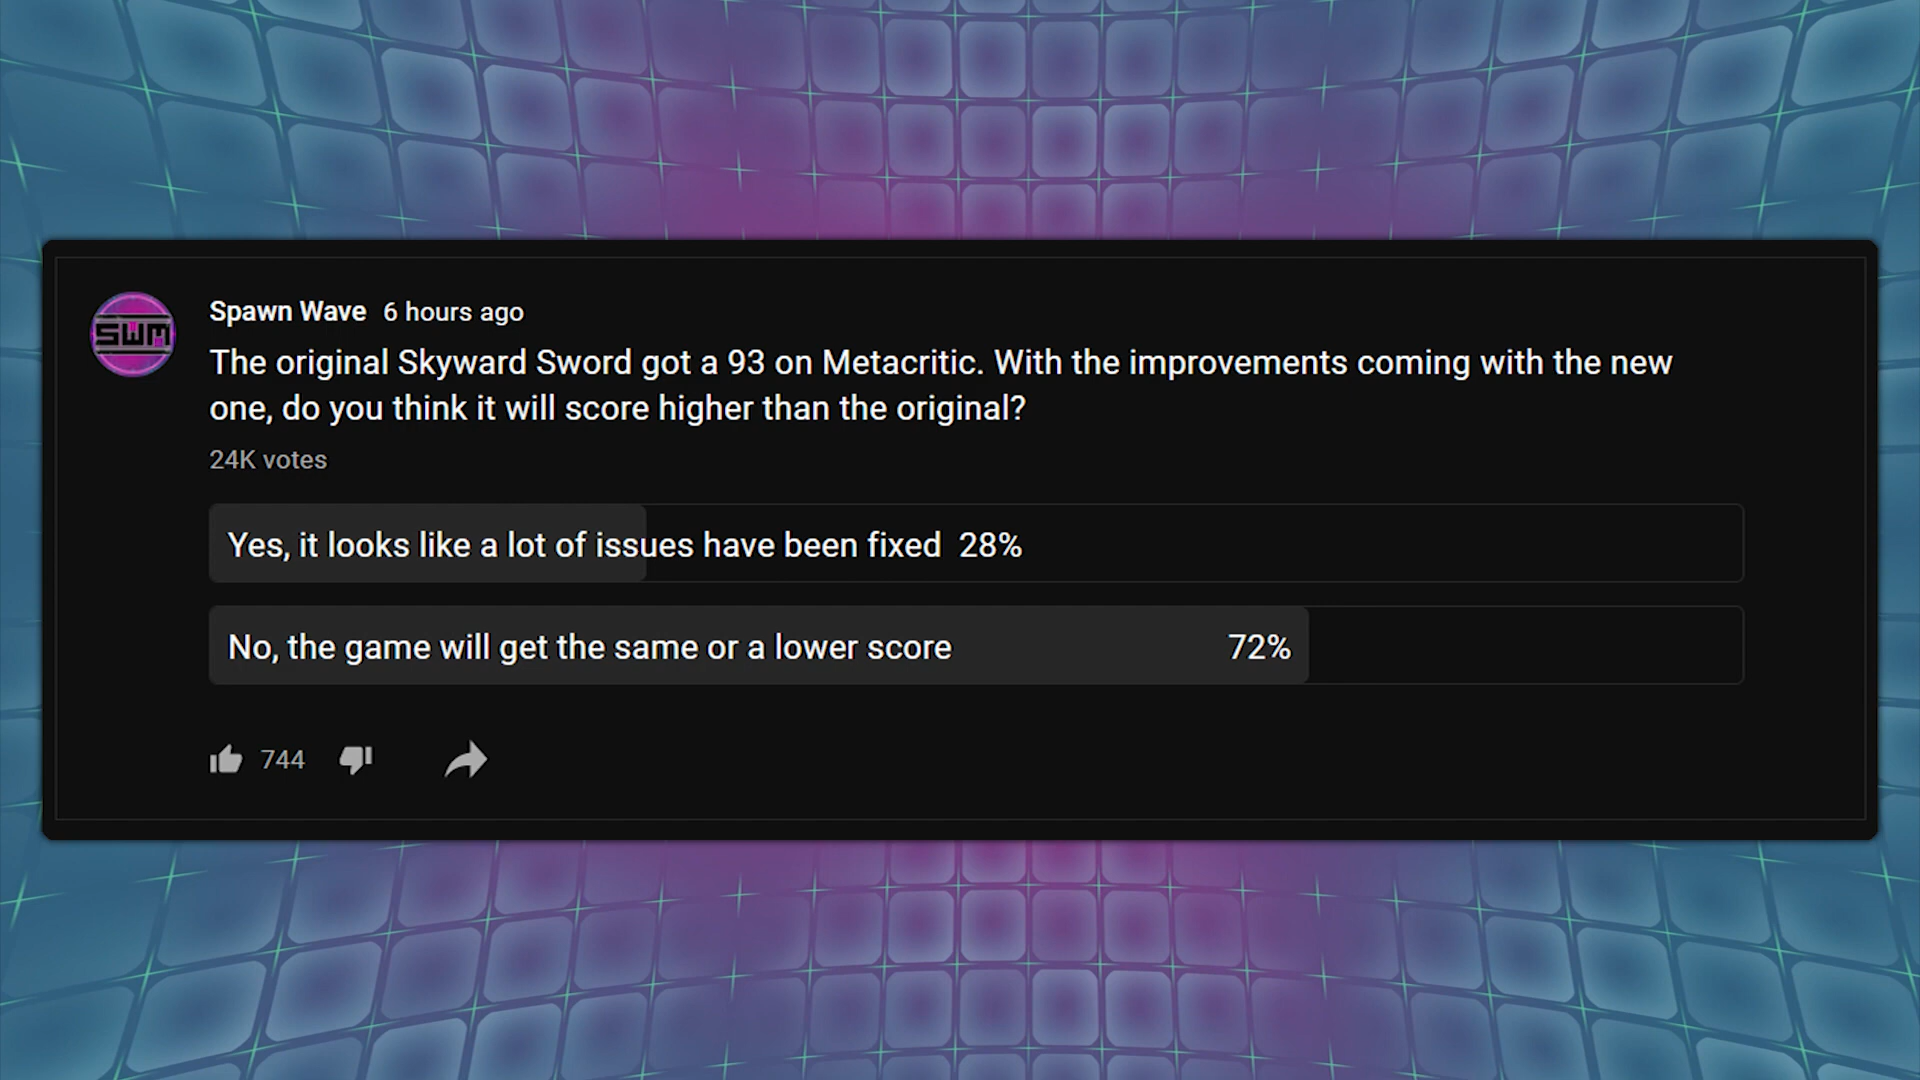 SWM
Spawn Wave 6 hours ago
The original Skyward Sword got a 93 on Metacritic. With the improvements coming with the new
one, do you think it will score higher than the original?
24K votes
Yes, it looks like a lot of issues have been fixed 28%
No, the game will get the same or a lower score 72%
744